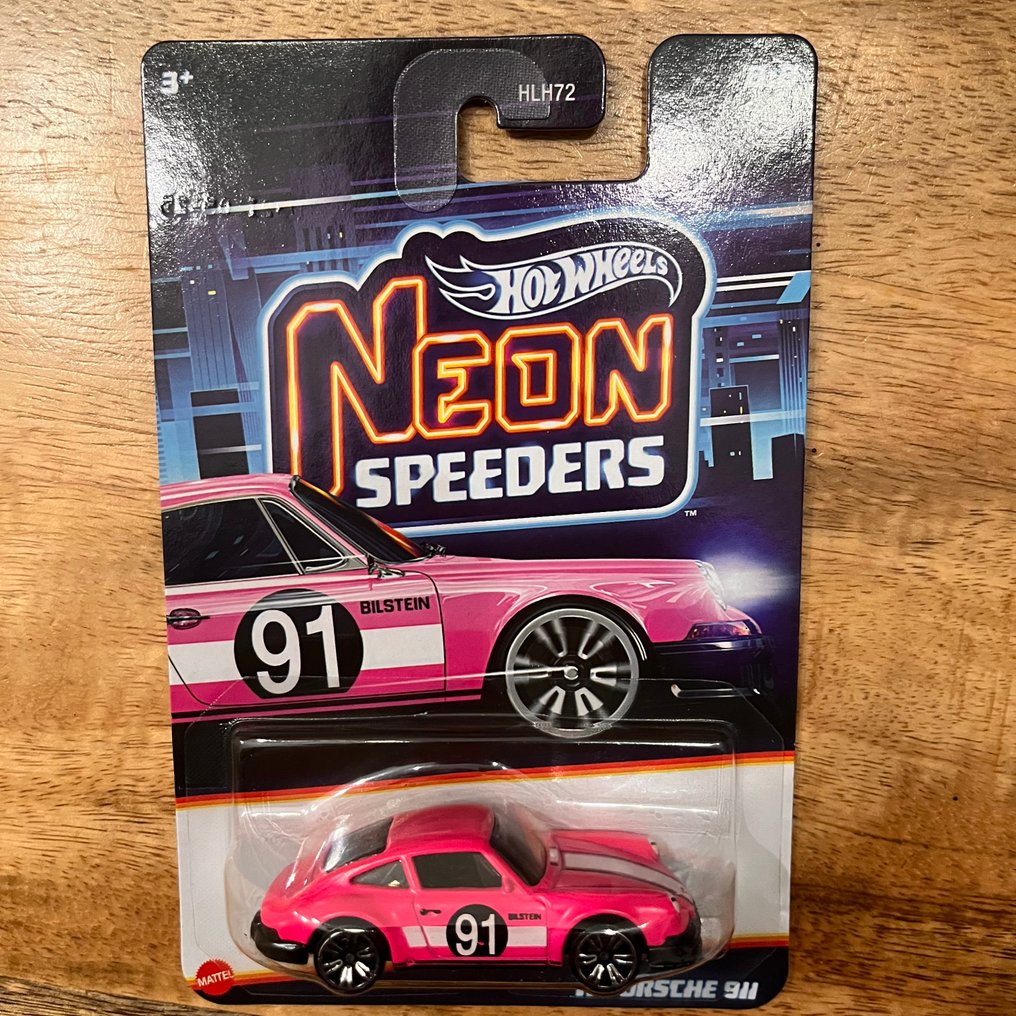 3+
HLH72
HOT WHEELS
NEON
SPEEDERS
™
BILSTEIN
91
BILSTEIN
91
MATTEL
PORSCHE 911